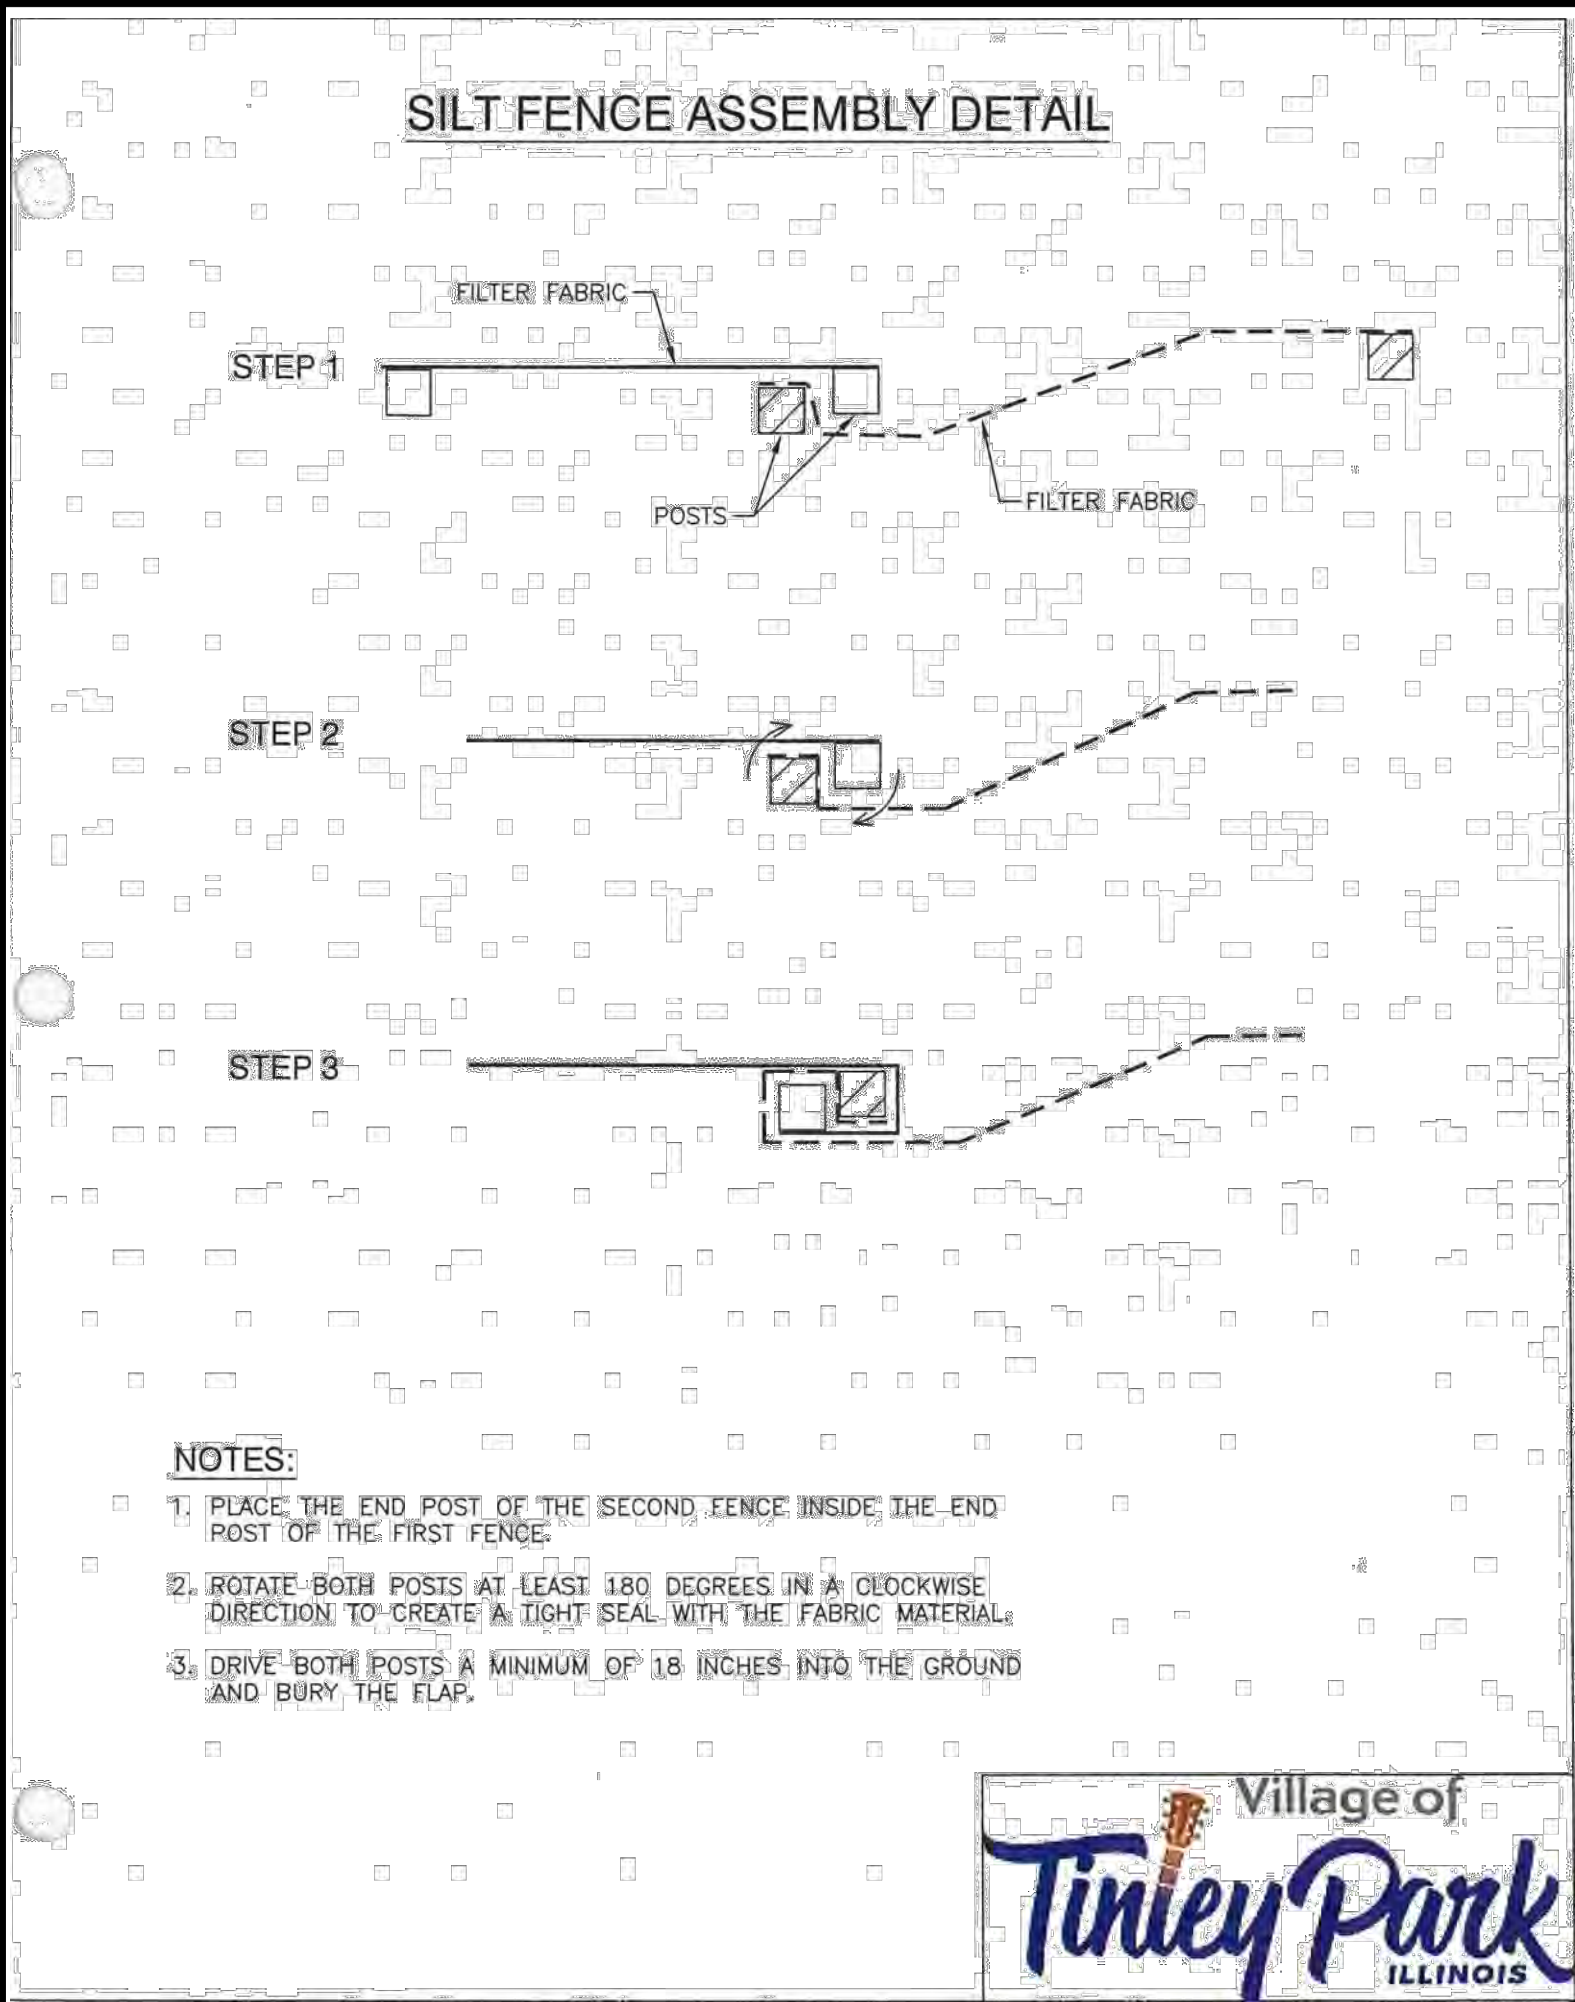 SILT FENCE ASSEMBLY DETAIL
FILTER FABRIC
STEP 1
POSTS
FILTER FABRIC
STEP 2
STEP 3
NOTES:
1. PLACE THE END POST OF THE SECOND FENCE INSIDE THE END
POST OF THE FIRST FENCE.
2. ROTATE BOTH POSTS AT LEAST 180 DEGREES IN A CLOCKWISE
DIRECTION TO CREATE A TIGHT SEAL WITH THE FABRIC MATERIAL.
3. DRIVE BOTH POSTS A MINIMUM OF 18 INCHES INTO THE GROUND
AND BURY THE FLAP.
Village of
Tinley Park
ILLINOIS